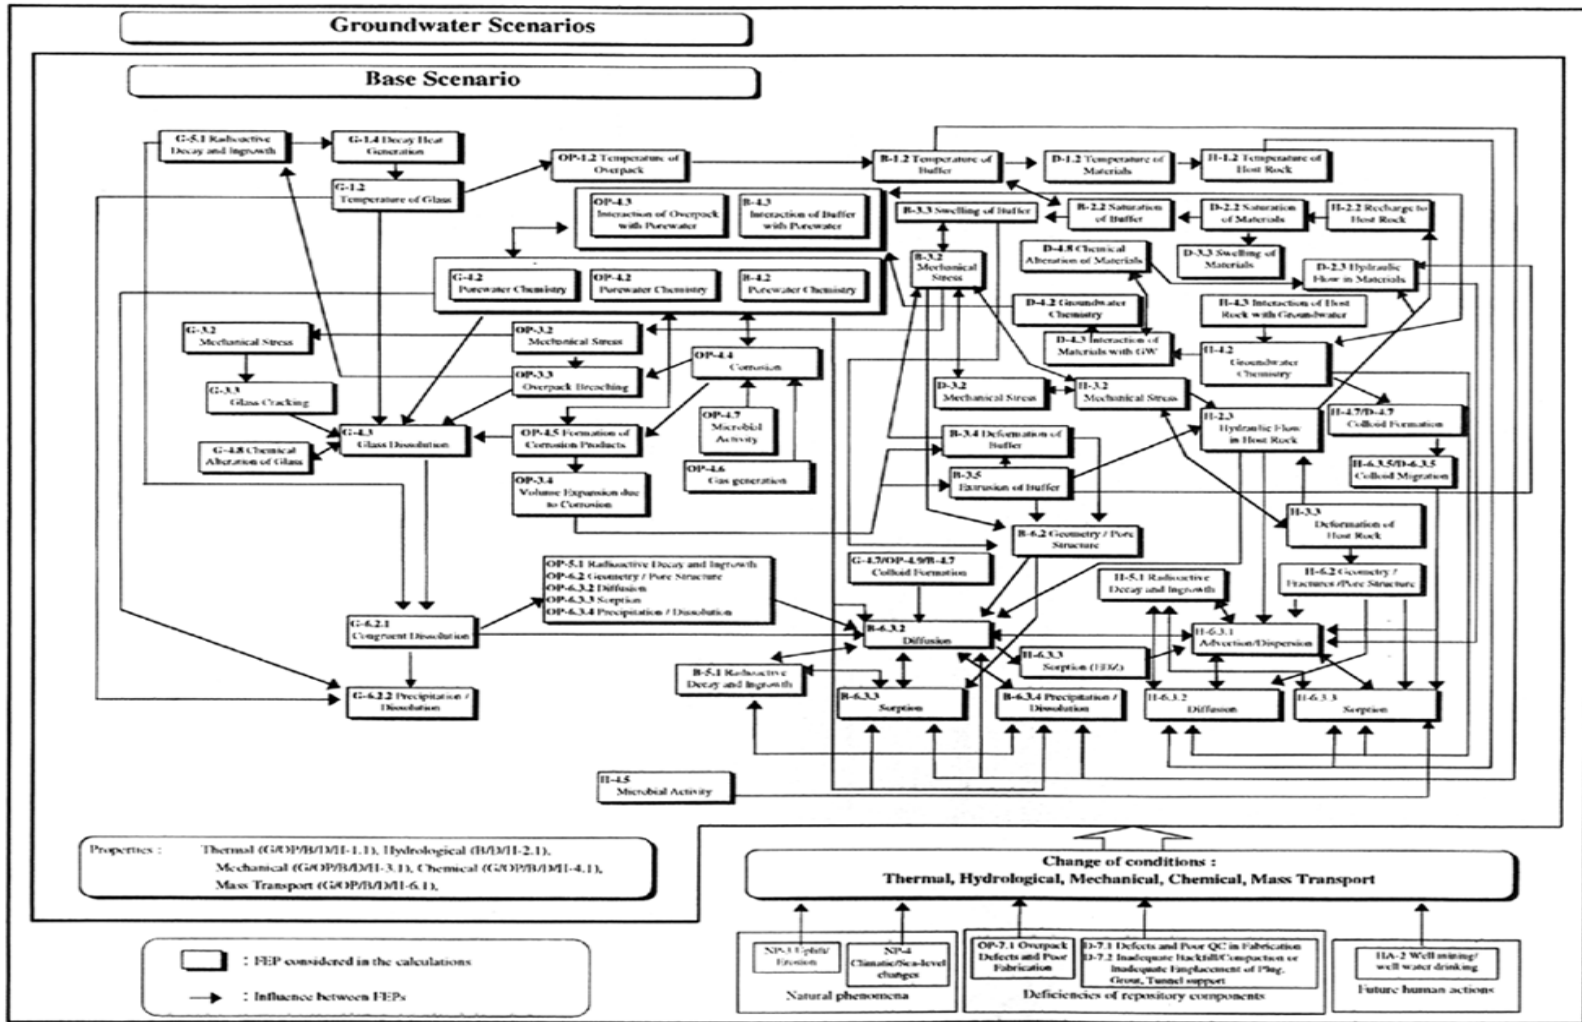 Groundwater Scenarios
Base Scenario
G-5.1 Radioactive
Decay and Ingrowth
G-1.4 Decay Heat
Generation
G-1.2
Temperature of Glass
OP-1.2 Temperature of
Overpack
B-1.2 Temperature of
Buffer
D-1.2 Temperature of
Materials
H-1.2 Temperature of
Host Rock
OP-4.3
Interaction of Overpack
with Porewater
B-4.3
Interaction of Buffer
with Porewater
B-3.3 Swelling of Buffer
B-2.2 Saturation
of Buffer
D-2.2 Saturation
of Materials
H-2.2 Recharge to
Host Rock
B-3.2
Mechanical
Stress
D-4.8 Chemical
Alteration of Materials
D-3.3 Swelling of
Materials
D-2.3 Hydraulic
Flow in Materials
G-4.2
Porewater Chemistry
OP-4.2
Porewater Chemistry
B-4.2
Porewater Chemistry
D-4.2 Groundwater
Chemistry
H-4.3 Interaction of Host
Rock with Groundwater
G-3.2
Mechanical Stress
OP-3.2
Mechanical Stress
OP-4.4
Corrosion
D-4.3 Interaction of
Materials with GW
H-4.2
Groundwater
Chemistry
G-3.3
Glass Cracking
OP-3.3
Overpack Breaching
D-3.2
Mechanical Stress
H-3.2
Mechanical Stress
G-4.3
Glass Dissolution
OP-4.5 Formation of
Corrosion Products
OP-4.7
Microbial
Activity
B-3.4 Deformation of
Buffer
H-2.3
Hydraulic Flow
in Host Rock
H-4.7/D-4.7
Colloid Formation
G-4.8 Chemical
Alteration of Glass
OP-4.6
Gas generation
B-3.5
Extrusion of Buffer
H-6.3.5/D-6.3.5
Colloid Migration
OP-3.4
Volume Expansion due
to Corrosion
H-3.3
Deformation of
Host Rock
B-6.2 Geometry / Pore
Structure
G-4.7/OP-4.9/B-4.7
Colloid Formation
H-5.1 Radioactive
Decay and Ingrowth
H-6.2 Geometry /
Fractures /Pore Structure
OP-5.1 Radioactive Decay and Ingrowth
OP-6.2 Geometry / Pore Structure
OP-6.3.2 Diffusion
OP-6.3.3 Sorption
OP-6.3.4 Precipitation / Dissolution
G-6.2.1
Congruent Dissolution
B-6.3.2
Diffusion
H-6.3.1
Advection/Dispersion
H-6.3.3
Sorption (EDZ)
B-5.1 Radioactive
Decay and Ingrowth
G-6.2.2 Precipitation /
Dissolution
B-6.3.3
Sorption
B-6.3.4 Precipitation /
Dissolution
H-6.3.2
Diffusion
H-6.3.3
Sorption
H-4.5
Microbial Activity
Properties : Thermal (G/OP/B/D/H-1.1), Hydrological (B/D/H-2.1),
Mechanical (G/OP/B/D/H-3.1), Chemical (G/OP/B/D/H-4.1),
Mass Transport (G/OP/B/D/H-6.1),
Change of conditions :
Thermal, Hydrological, Mechanical, Chemical, Mass Transport
: FEP considered in the calculations
: Influence between FEPs
NP-3 Uplift/
Erosion
NP-4
Climatic/Sea-level
changes
Natural phenomena
OP-7.1 Overpack
Defects and Poor
Fabrication
D-7.1 Defects and Poor QC in Fabrication
D-7.2 Inadequate Backfill/Compaction or
Inadequate Emplacement of Plug,
Grout, Tunnel support
Deficiencies of repository components
HA-2 Well mining/
well water drinking
Future human actions